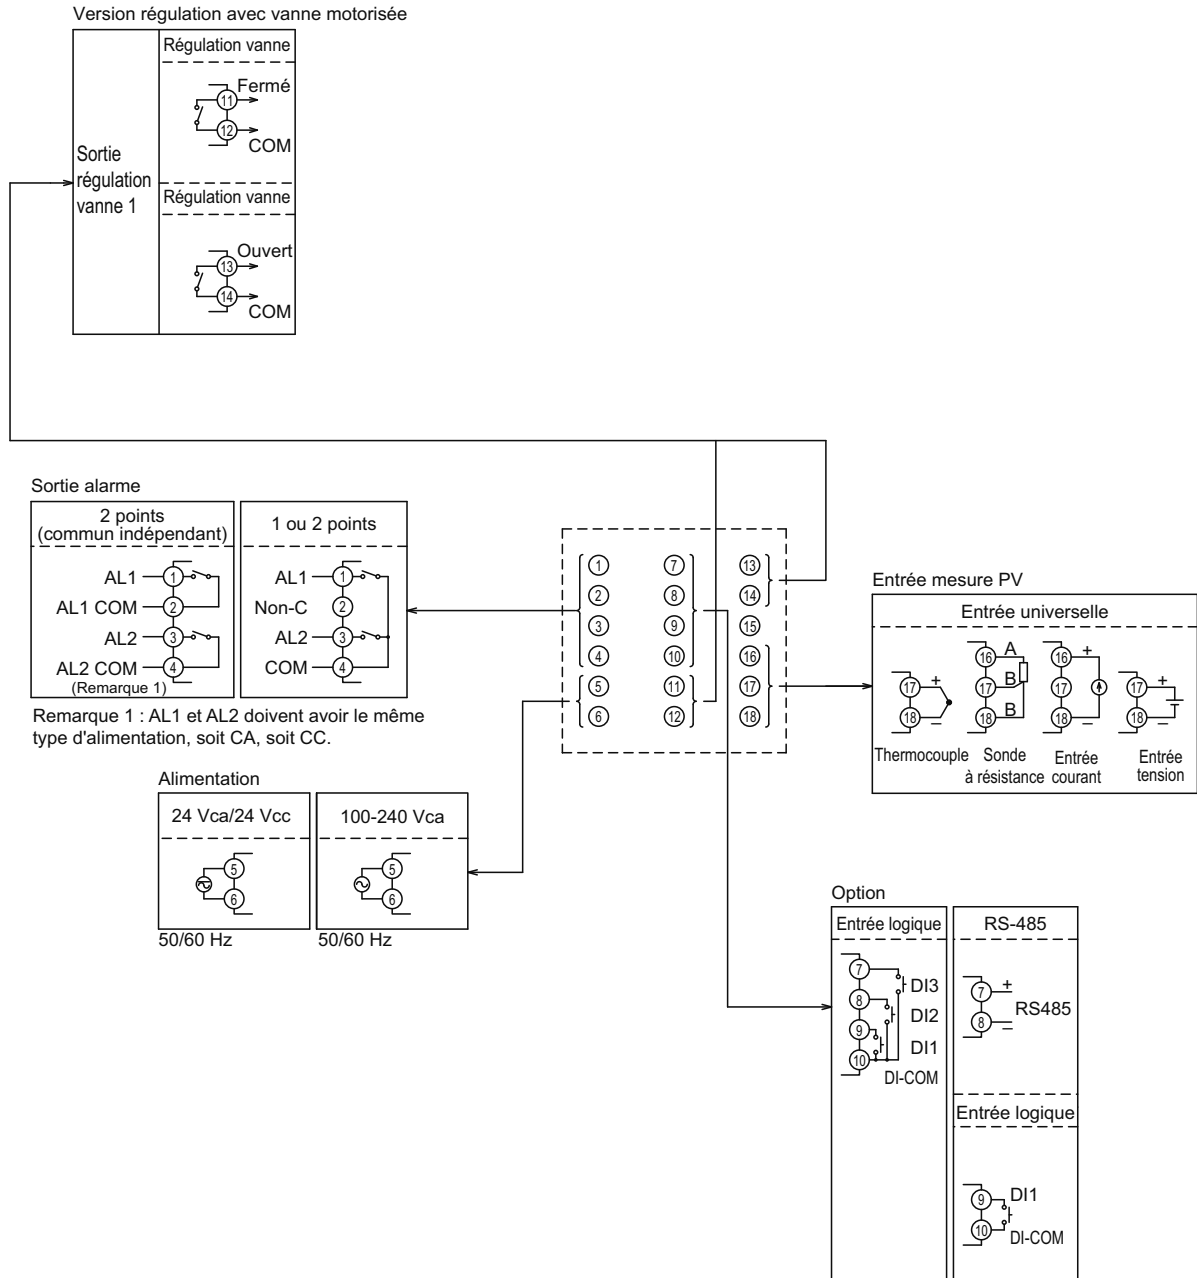 Version régulation avec vanne motorisée
Régulation vanne
Fermé
11
12
COM
Sortie
régulation
vanne 1
Régulation vanne
Ouvert
13
14
COM
Sortie alarme
2 points
(commun indépendant)
AL1
1
AL1 COM
2
AL2
3
AL2 COM
4
(Remarque 1)
1 ou 2 points
AL1
1
Non-C
2
AL2
3
COM
4
Remarque 1 : AL1 et AL2 doivent avoir le même
type d'alimentation, soit CA, soit CC.
1 7 13
2 8 14
3 9 15
4 10 16
5 11 17
6 12 18
Entrée mesure PV
Entrée universelle
17 +
18 –
Thermocouple
16 A
17 B
18 B
Sonde
à résistance
16 +
17
18 –
Entrée
courant
17 +
18 –
Entrée
tension
Alimentation
24 Vca/24 Vcc
5
6
50/60 Hz
100-240 Vca
5
6
50/60 Hz
Option
Entrée logique
7
DI3
8
DI2
9
DI1
10
DI-COM
RS-485
7 +
RS485
8 –
Entrée logique
9 DI1
10 DI-COM